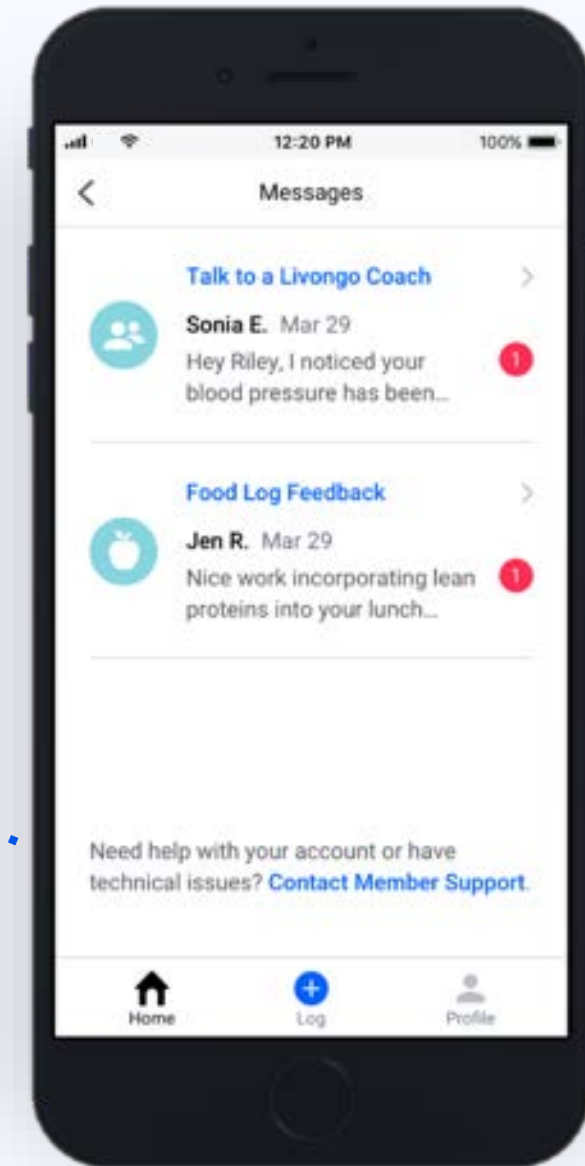 12:20 PM 100%
Messages
Talk to a Livongo Coach
Sonia E. Mar 29
Hey Riley, I noticed your
1
blood pressure has been...
Food Log Feedback
Jen R. Mar 29
Nice work incorporating lean
1
proteins into your lunch...
Need help with your account or have
technical issues? Contact Member Support.
Home Log Profile